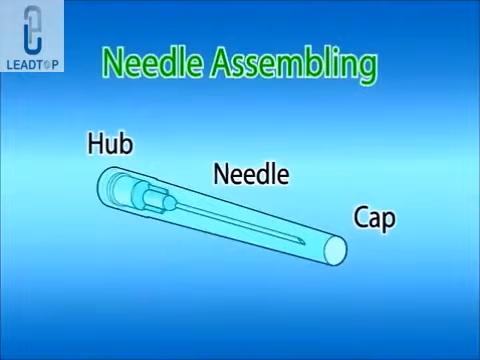 LEADTOP
Needle Assembling
Hub
Needle
Cap